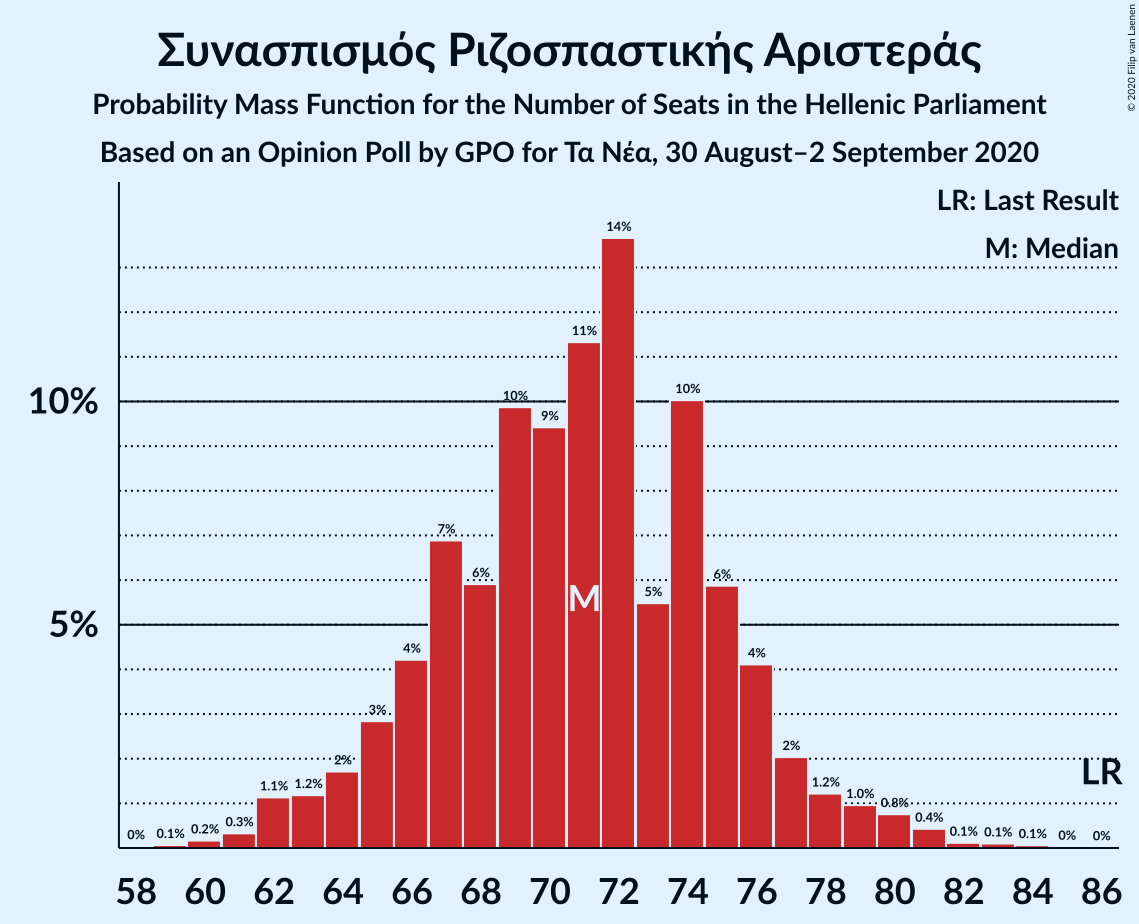 Συνασπισμός Ριζοσπαστικής Αριστεράς
Probability Mass Function for the Number of Seats in the Hellenic Parliament
Based on an Opinion Poll by GPO for Τα Νέα, 30 August–2 September 2020
© 2020 Filip van Laenen
LR: Last Result
M: Median
10%
5%
0% 0.1% 0.2% 0.3% 1.1% 1.2% 2% 3% 4% 7% 6% 10% 9% 11% 14% 5% 10% 6% 4% 2% 1.2% 1.0% 0.8% 0.4% 0.1% 0.1% 0.1% 0% 0%
M
LR
58 60 62 64 66 68 70 72 74 76 78 80 82 84 86